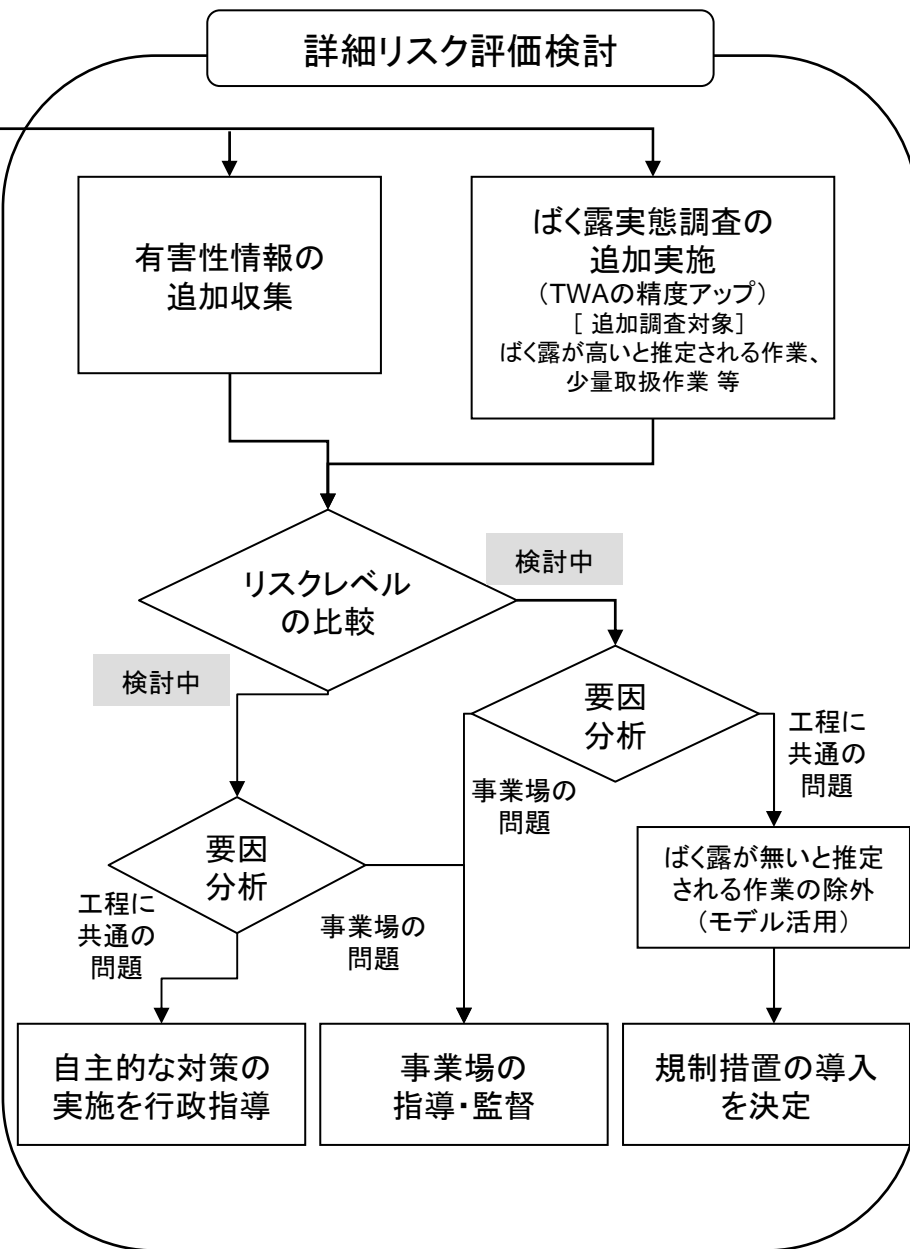 詳細リスク評価検討
有害性情報の
追加収集
ばく露実態調査の
追加実施
（TWAの精度アップ）
[ 追加調査対象]
ばく露が高いと推定される作業、
少量取扱作業 等
リスクレベル
の比較
検討中
検討中
要因
分析
工程に
共通の
問題
事業場の
問題
要因
分析
ばく露が無いと推定
される作業の除外
（モデル活用）
工程に
共通の
問題
事業場の
問題
自主的な対策の
実施を行政指導
事業場の
指導・監督
規制措置の導入
を決定